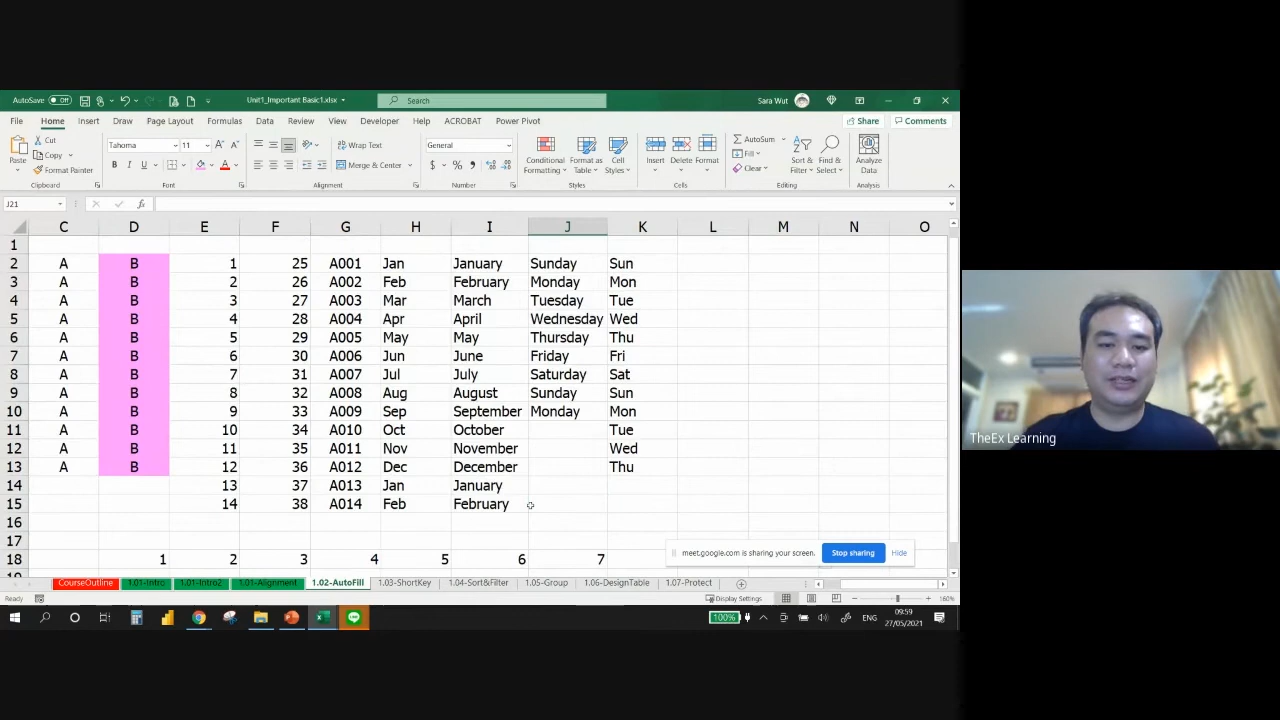 AutoSave Off Unit1_Important Basic1.xlsx Search Sara Wut
File Home Insert Draw Page Layout Formulas Data Review View Developer Help ACROBAT Power Pivot Share Comments
Paste Cut Copy Format Painter
Tahoma 11 Wrap Text Merge & Center General
Conditional Formatting Format as Table Cell Styles Insert Delete Format
AutoSum Fill Clear Sort & Filter Find & Select Analyze Data
Clipboard Font Alignment Number Styles Cells Editing Analysis
J21
C D E F G H I J K L M N O
1
2 A B 1 25 A001 Jan January Sunday Sun
3 A B 2 26 A002 Feb February Monday Mon
4 A B 3 27 A003 Mar March Tuesday Tue
5 A B 4 28 A004 Apr April Wednesday Wed
6 A B 5 29 A005 May May Thursday Thu
7 A B 6 30 A006 Jun June Friday Fri
8 A B 7 31 A007 Jul July Saturday Sat
9 A B 8 32 A008 Aug August Sunday Sun
10 A B 9 33 A009 Sep September Monday Mon
11 A B 10 34 A010 Oct October Tue
12 A B 11 35 A011 Nov November Wed
13 A B 12 36 A012 Dec December Thu
14 13 37 A013 Jan January
15 14 38 A014 Feb February
16
17
18 1 2 3 4 5 6 7
meet.google.com is sharing your screen. Stop sharing Hide
CourseOutline 1.01-Intro 1.01-Intro2 1.01-Alignment 1.02-AutoFill 1.03-ShortKey 1.04-Sort&Filter 1.05-Group 1.06-DesignTable 1.07-Protect
Ready Display Settings 160%
100% ENG 09:59
27/05/2021
TheEx Learning